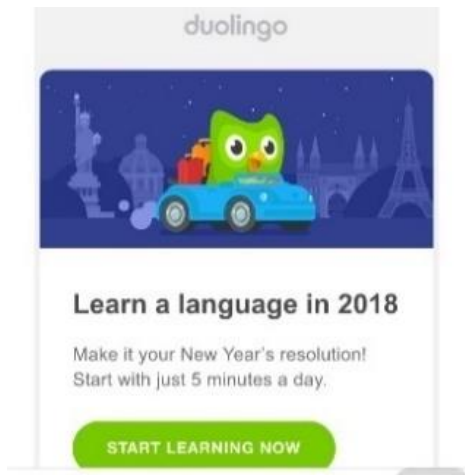 duolingo
Learn a language in 2018
Make it your New Year's resolution!
Start with just 5 minutes a day.
START LEARNING NOW